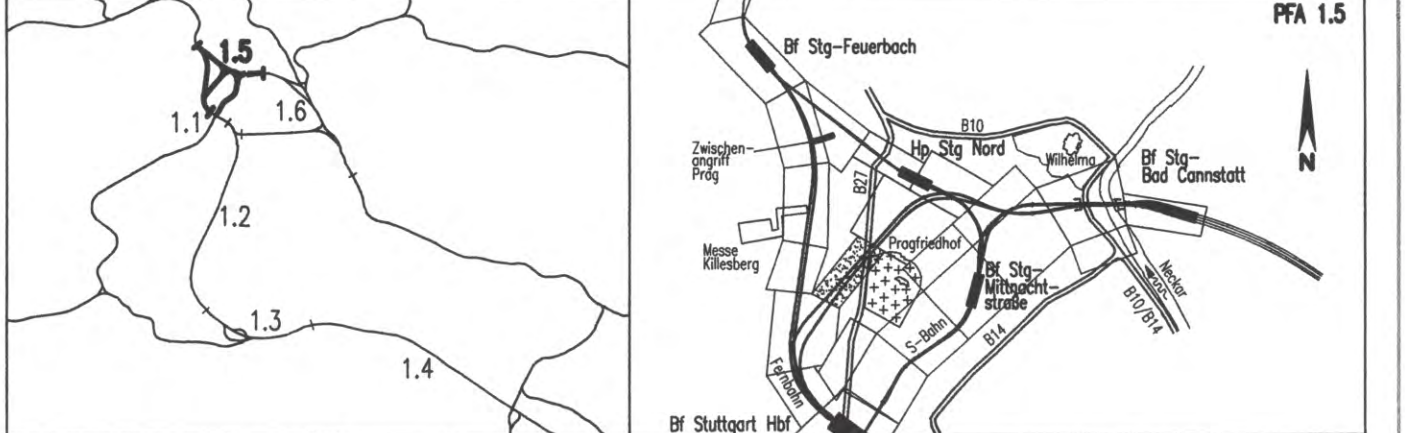 1.5
1.6
1.1
1.2
1.3
1.4
PFA 1.5
Bf Stg-Feuerbach
N
B10
Zwischen-
angriff
Prag
Hp Stg Nord
Wilhelma
Bf Stg-
Bad Cannstatt
B27
Messe
Killesberg
Pragfriedhof
Bf Stg-
Mittnacht-
straße
Neckar
B10/B14
S-Bahn
B14
Fernbahn
Bf Stuttgart Hbf